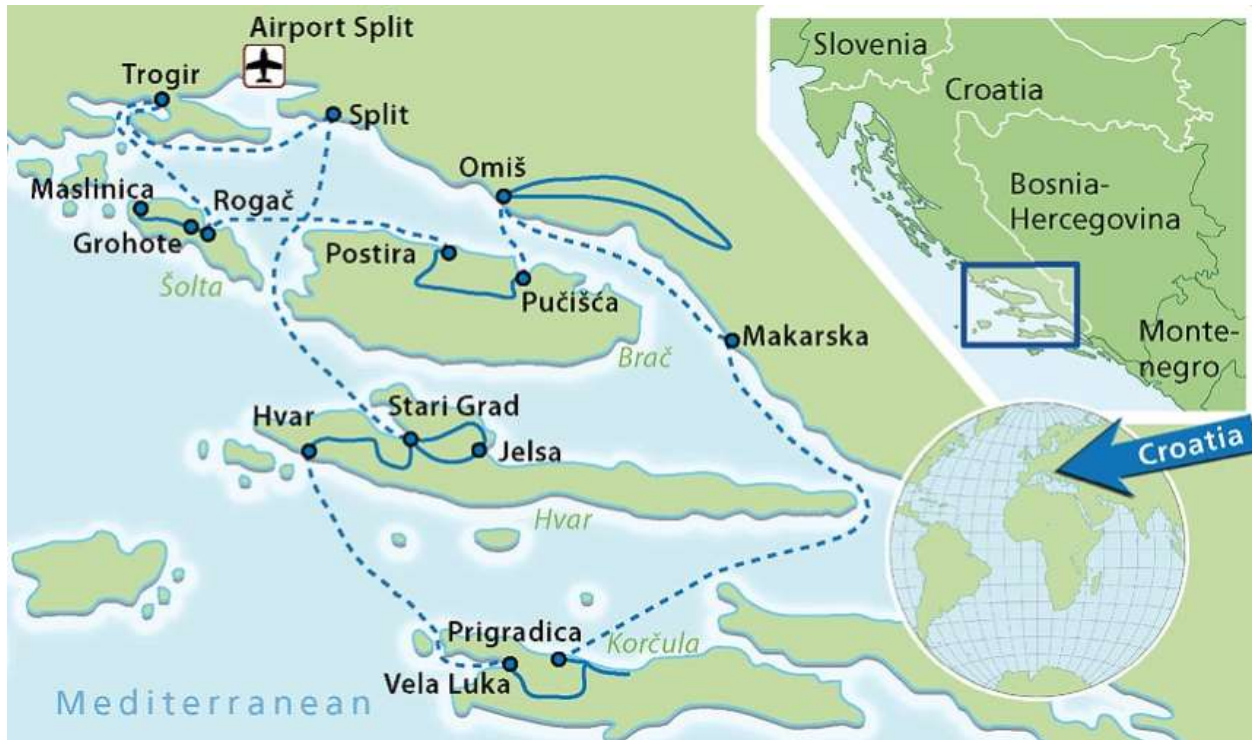 Airport Split
Trogir
Split
Maslinica
Rogač
Grohote
Šolta
Omiš
Postira
Pučišća
Brač
Makarska
Hvar
Stari Grad
Jelsa
Hvar
Prigradica
Korčula
Vela Luka
Mediterranean
Slovenia
Croatia
Bosnia-
Hercegovina
Monte-
negro
Croatia